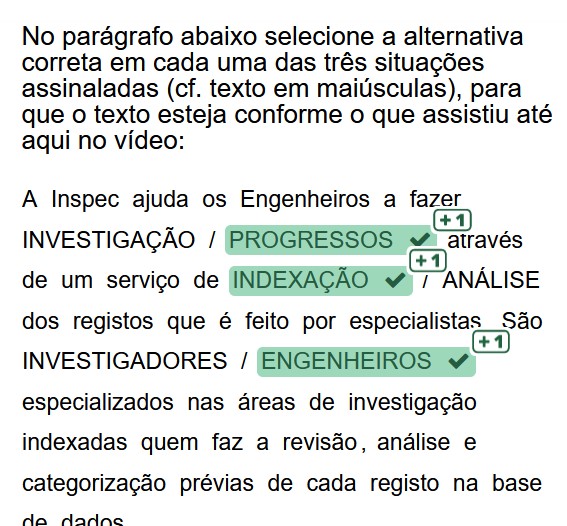 No parágrafo abaixo selecione a alternativa
correta em cada uma das três situações
assinaladas (cf. texto em maiúsculas), para
que o texto esteja conforme o que assistiu até
aqui no vídeo:
A Inspec ajuda os Engenheiros a fazer
+1
INVESTIGAÇÃO / PROGRESSOS ✔ através
+1
de um serviço de INDEXAÇÃO ✔ / ANÁLISE
dos registos que é feito por especialistas. São
+1
INVESTIGADORES / ENGENHEIROS ✔
especializados nas áreas de investigação
indexadas quem faz a revisão, análise e
categorização prévias de cada registo na base
de dados